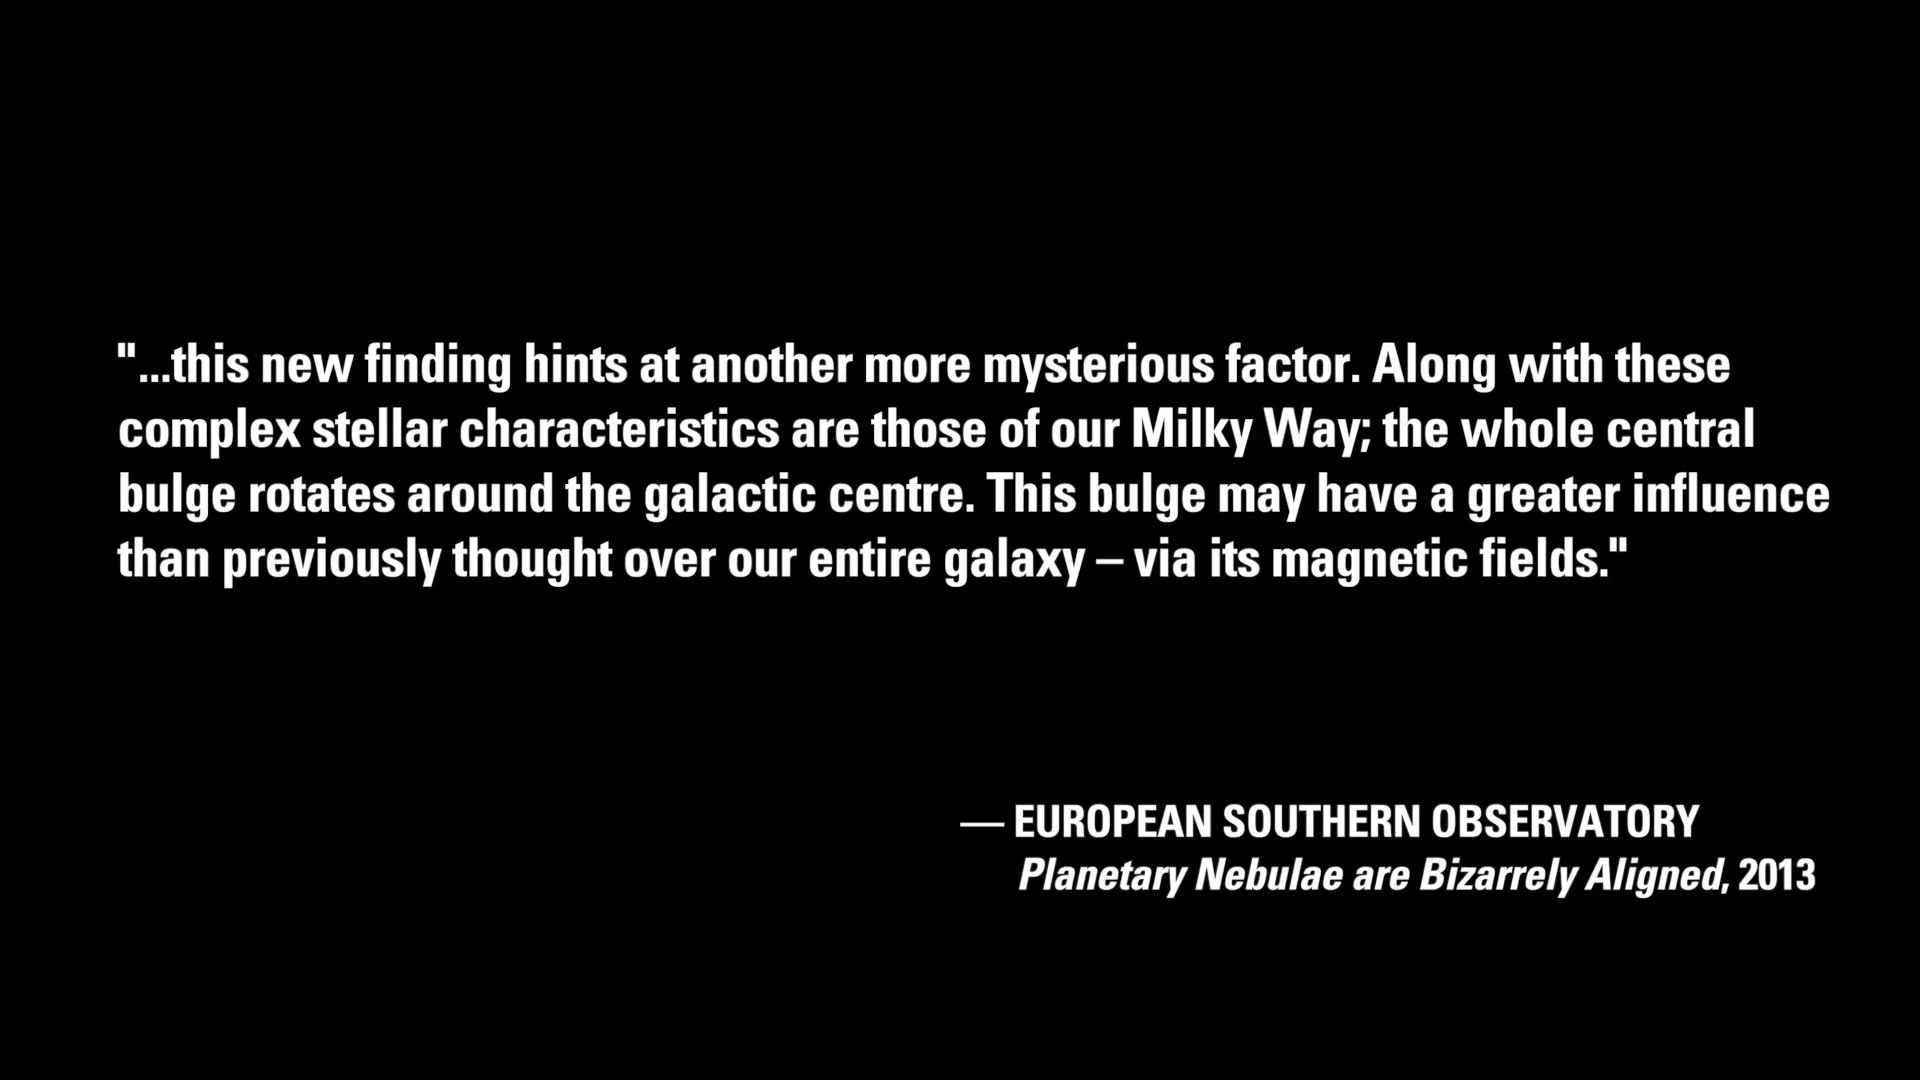 "...this new finding hints at another more mysterious factor. Along with these
complex stellar characteristics are those of our Milky Way; the whole central
bulge rotates around the galactic centre. This bulge may have a greater influence
than previously thought over our entire galaxy – via its magnetic fields."
— EUROPEAN SOUTHERN OBSERVATORY
Planetary Nebulae are Bizarrely Aligned, 2013